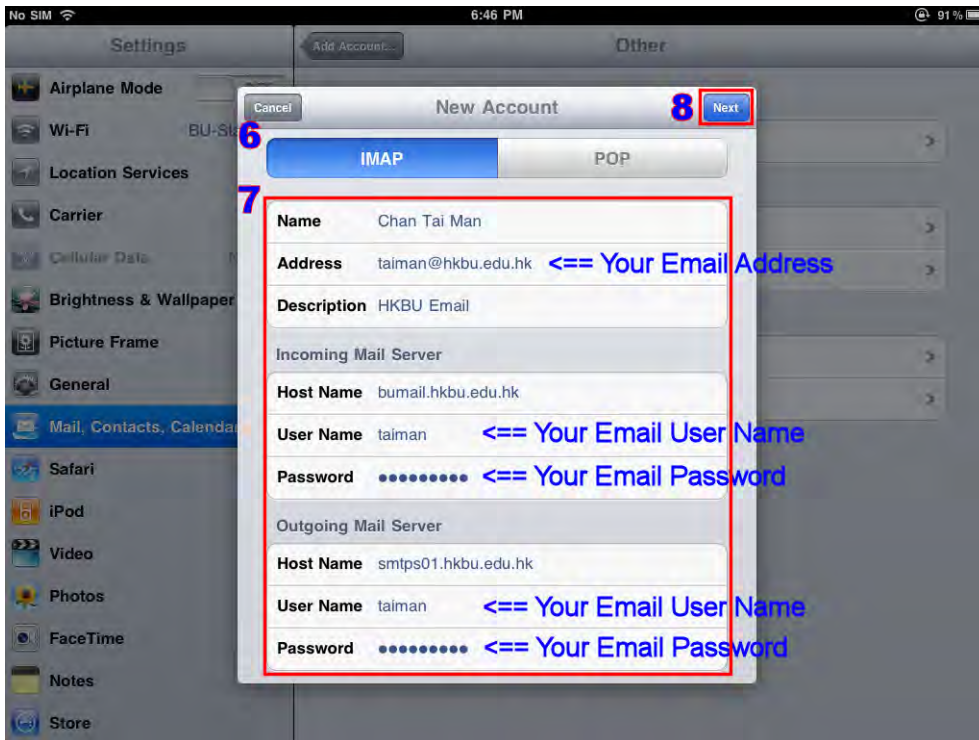 No SIM 6:46 PM 91%
Settings Add Account... Other
Airplane Mode
Cancel New Account 8 Next
Wi-Fi BU-Sta
6
IMAP POP
Location Services
7
Carrier
Name Chan Tai Man
Cellular Data
Address taiman@hkbu.edu.hk <== Your Email Address
Brightness & Wallpaper
Description HKBU Email
Picture Frame
Incoming Mail Server
General
Host Name bumail.hkbu.edu.hk
Mail, Contacts, Calendar
User Name taiman <== Your Email User Name
Safari
Password ●●●●●●●●● <== Your Email Password
iPod
Outgoing Mail Server
Video
Host Name smtps01.hkbu.edu.hk
Photos
User Name taiman <== Your Email User Name
FaceTime
Password ●●●●●●●●● <== Your Email Password
Notes
Store